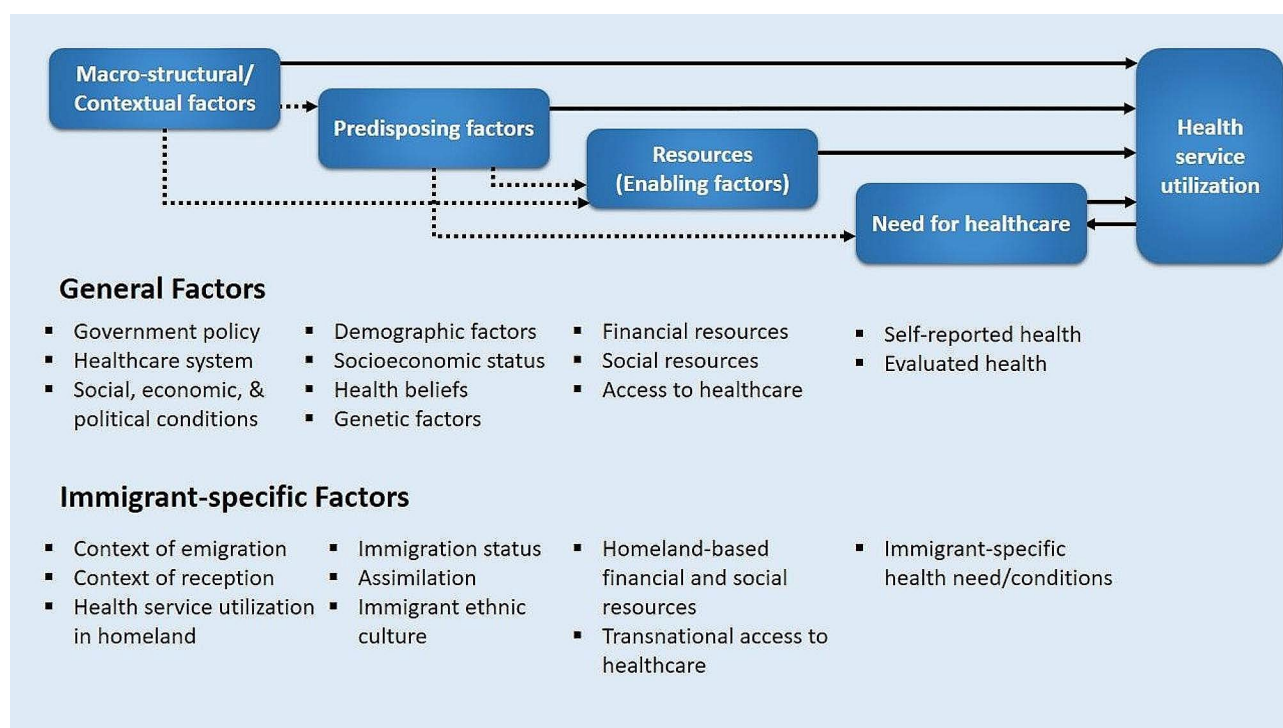 Macro-structural/
Contextual factors
Predisposing factors
Resources
(Enabling factors)
Need for healthcare
Health
service
utilization
General Factors
▪ Government policy
▪ Healthcare system
▪ Social, economic, &
political conditions
▪ Demographic factors
▪ Socioeconomic status
▪ Health beliefs
▪ Genetic factors
▪ Financial resources
▪ Social resources
▪ Access to healthcare
▪ Self-reported health
▪ Evaluated health
Immigrant-specific Factors
▪ Context of emigration
▪ Context of reception
▪ Health service utilization
in homeland
▪ Immigration status
▪ Assimilation
▪ Immigrant ethnic
culture
▪ Homeland-based
financial and social
resources
▪ Transnational access to
healthcare
▪ Immigrant-specific
health need/conditions